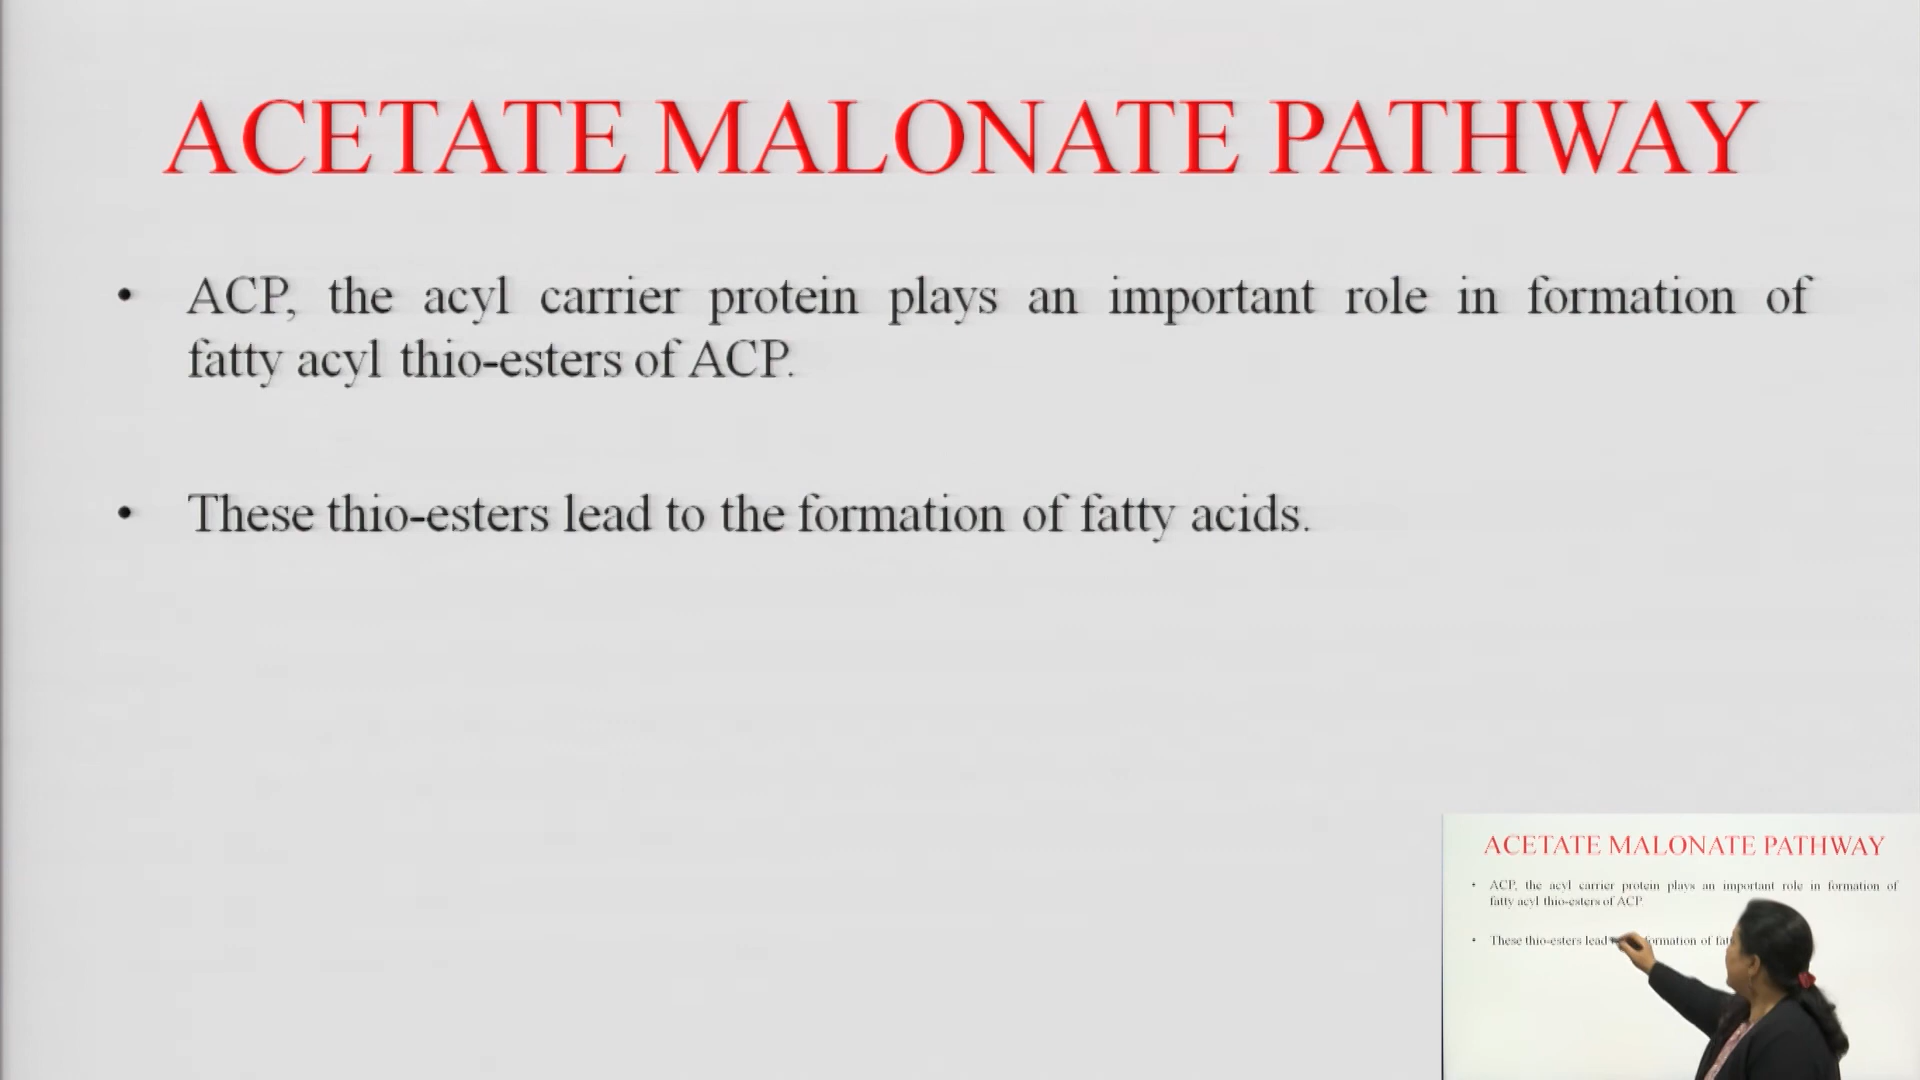 ACETATE MALONATE PATHWAY
• ACP, the acyl carrier protein plays an important role in formation of
fatty acyl thio-esters of ACP.
• These thio-esters lead to the formation of fatty acids.
ACETATE MALONATE PATHWAY
• ACP, the acyl carrier protein plays an important role in formation of
fatty acyl thio-esters of ACP
• These thio-esters lead formation of